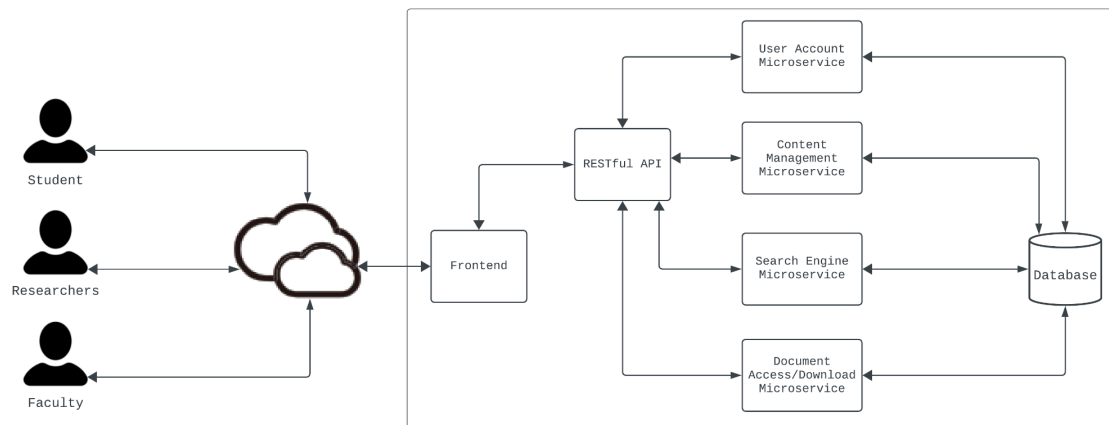 Student
Researchers
Faculty
Frontend
RESTful API
User Account
Microservice
Content
Management
Microservice
Search Engine
Microservice
Document
Access/Download
Microservice
Database